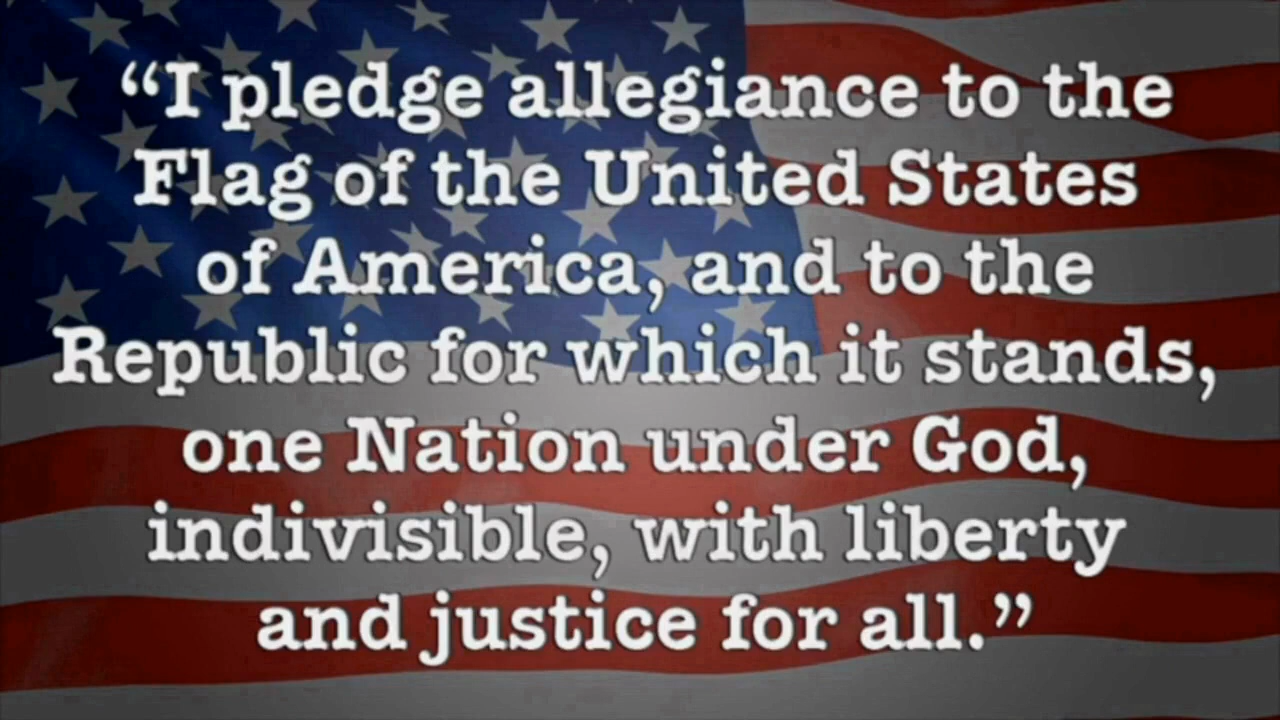 “I pledge allegiance to the
Flag of the United States
of America, and to the
Republic for which it stands,
one Nation under God,
indivisible, with liberty
and justice for all.”